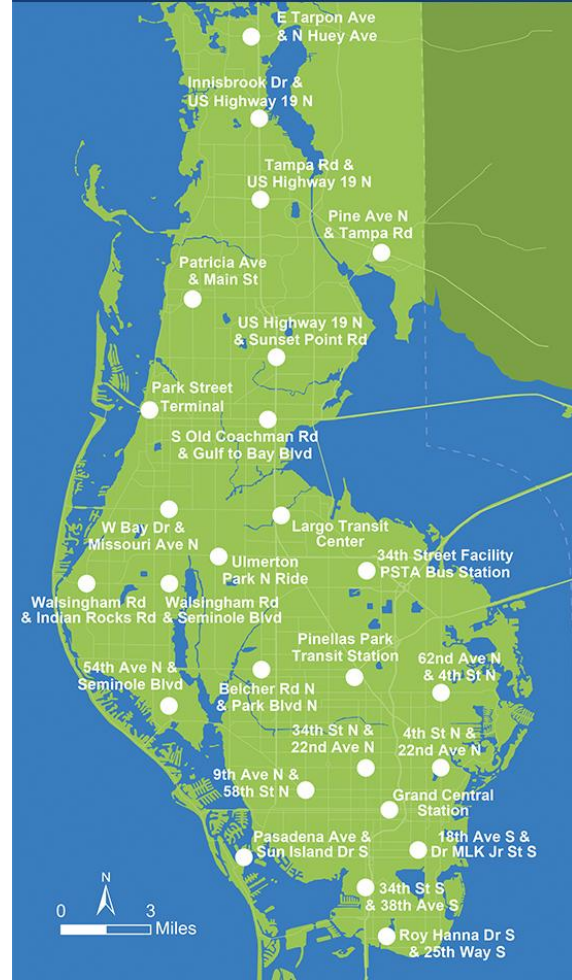 E Tarpon Ave
& N Huey Ave
Innisbrook Dr &
US Highway 19 N
Tampa Rd &
US Highway 19 N
Pine Ave N
& Tampa Rd
Patricia Ave
& Main St
US Highway 19 N
& Sunset Point Rd
Park Street
Terminal
S Old Coachman Rd
& Gulf to Bay Blvd
W Bay Dr &
Missouri Ave N
Largo Transit
Center
Ulmerton
Park N Ride
34th Street Facility
PSTA Bus Station
Walsingham Rd
& Indian Rocks Rd
Walsingham Rd
& Seminole Blvd
Pinellas Park
Transit Station
54th Ave N &
Seminole Blvd
Belcher Rd N
& Park Blvd N
62nd Ave N
& 4th St N
34th St N &
22nd Ave N
4th St N &
22nd Ave N
9th Ave N &
58th St N
Grand Central
Station
Pasadena Ave &
Sun Island Dr S
18th Ave S &
Dr MLK Jr St S
34th St S
& 38th Ave S
Roy Hanna Dr S
& 25th Way S
N
0 3
Miles